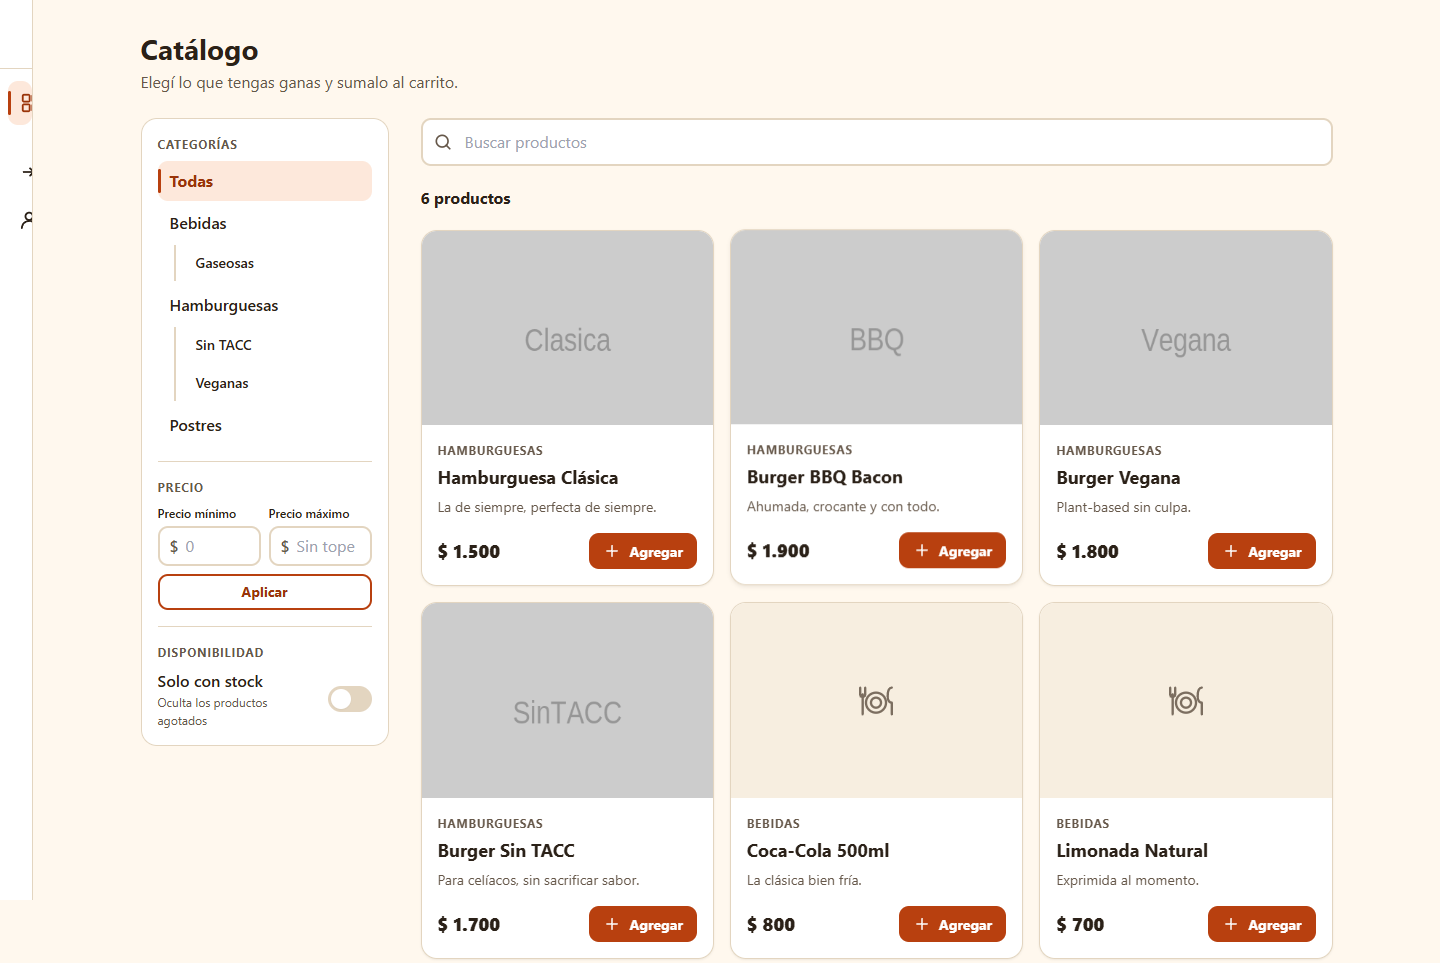 Catálogo
Elegí lo que tengas ganas y sumalo al carrito.
CATEGORÍAS
Todas
Bebidas
Gaseosas
Hamburguesas
Sin TACC
Veganas
Postres
PRECIO
Precio mínimo
Precio máximo
$ 0
$ Sin tope
Aplicar
DISPONIBILIDAD
Solo con stock
Oculta los productos
agotados
Buscar productos
6 productos
Clasica
HAMBURGUESAS
Hamburguesa Clásica
La de siempre, perfecta de siempre.
$ 1.500
Agregar
BBQ
HAMBURGUESAS
Burger BBQ Bacon
Ahumada, crocante y con todo.
$ 1.900
Agregar
Vegana
HAMBURGUESAS
Burger Vegana
Plant-based sin culpa.
$ 1.800
Agregar
SinTACC
HAMBURGUESAS
Burger Sin TACC
Para celíacos, sin sacrificar sabor.
$ 1.700
Agregar
BEBIDAS
Coca-Cola 500ml
La clásica bien fría.
$ 800
Agregar
BEBIDAS
Limonada Natural
Exprimida al momento.
$ 700
Agregar